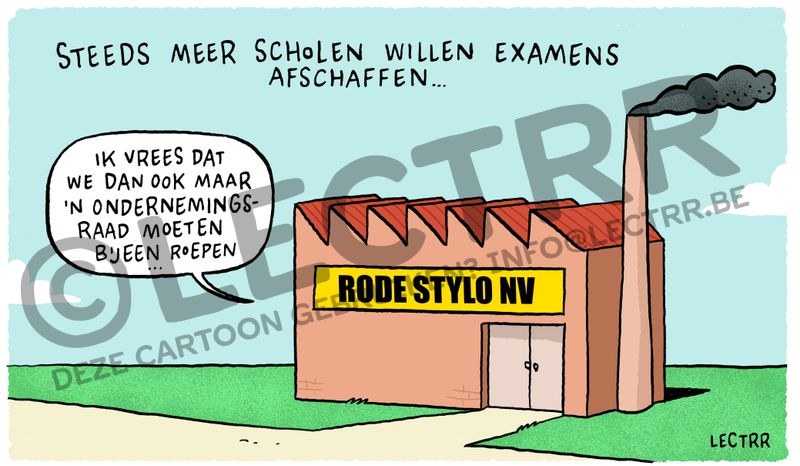 STEEDS MEER SCHOLEN WILLEN EXAMENS
AFSCHAFFEN...
IK VREES DAT
WE DAN OOK MAAR
'N ONDERNEMINGS-
RAAD MOETEN
BIJEEN ROEPEN
...
RODE STYLO NV
© LECTRR
DEZE CARTOON GEBRUIKEN? INFO@LECTRR.BE
LECTRR